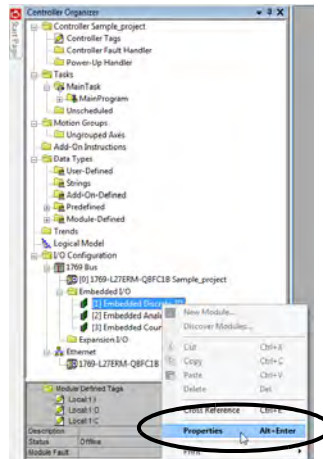 Controller Organizer
Start Page
Controller Sample_project
Controller Tags
Controller Fault Handler
Power-Up Handler
Tasks
MainTask
MainProgram
Unscheduled
Motion Groups
Ungrouped Axes
Add-On Instructions
Data Types
User-Defined
Strings
Add-On-Defined
Predefined
Module-Defined
Trends
Logical Model
I/O Configuration
1769 Bus
[0] 1769-L27ERM-QBFC1B Sample_project
Embedded I/O
[1] Embedded Discrete IO
[2] Embedded Anal
[3] Embedded Coun
Expansion I/O
Ethernet
1769-L27ERM-QBFC1B
New Module...
Discover Modules...
Cut Ctrl+X
Copy Ctrl+C
Paste Ctrl+V
Delete Del
Cross Reference Ctrl+E
Properties Alt+Enter
Print
Module Defined Tags
Local:1:I
Local:1:O
Local:1:C
Description
Status Offline
Module Fault